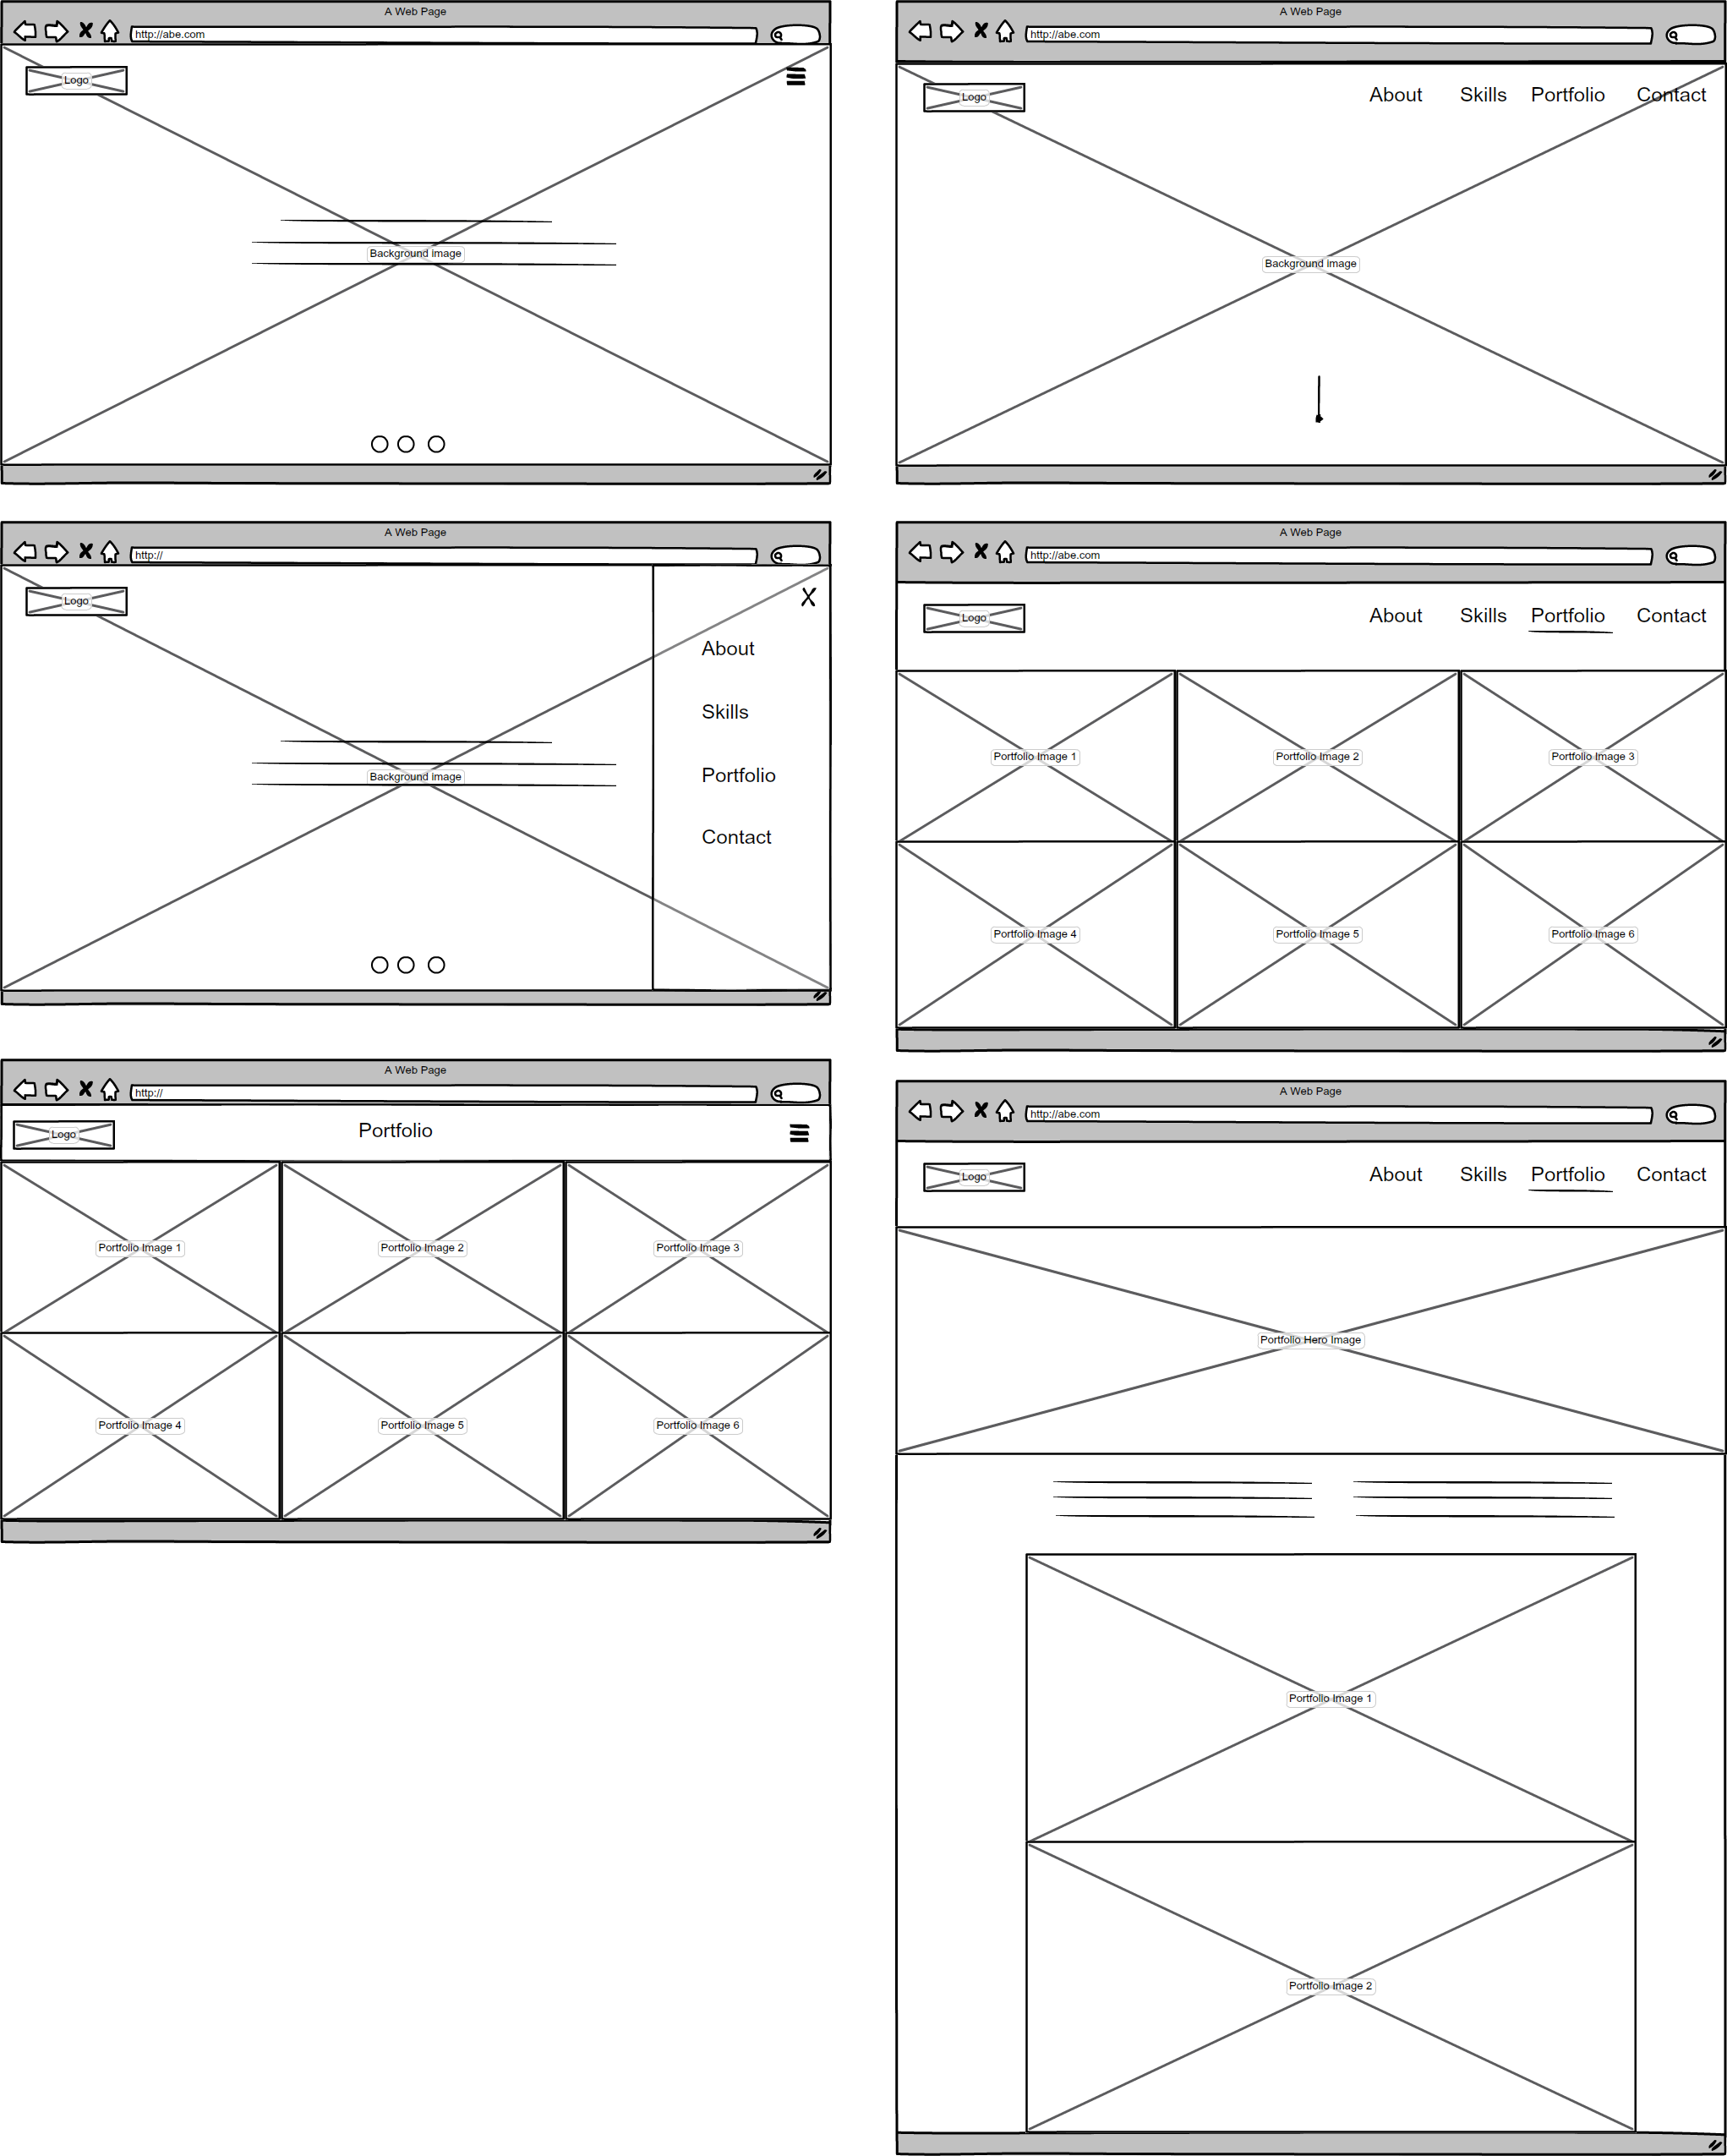 A Web Page
http://abe.com
Logo
Background image
A Web Page
http://abe.com
Logo
About Skills Portfolio Contact
Background image
A Web Page
http://
Logo
About
Skills
Portfolio
Contact
Background image
A Web Page
http://abe.com
Logo
About Skills Portfolio Contact
Portfolio Image 1
Portfolio Image 2
Portfolio Image 3
Portfolio Image 4
Portfolio Image 5
Portfolio Image 6
A Web Page
http://
Logo
Portfolio
Portfolio Image 1
Portfolio Image 2
Portfolio Image 3
Portfolio Image 4
Portfolio Image 5
Portfolio Image 6
A Web Page
http://abe.com
Logo
About Skills Portfolio Contact
Portfolio Hero Image
Portfolio Image 1
Portfolio Image 2